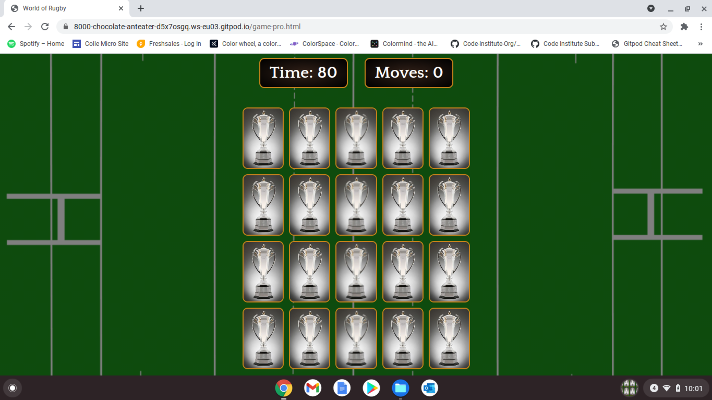 World of Rugby
8000-chocolate-anteater-d5x7osgq.ws-eu03.gitpod.io/game-pro.html
Spotify – Home
Colle Micro Site
Freshsales - Log in
Color wheel, a color...
ColorSpace - Color...
Colormind - the AI...
Code Institute Org/...
Code Institute Sub...
Gitpod Cheat Sheet...
Time: 80
Moves: 0
10:01